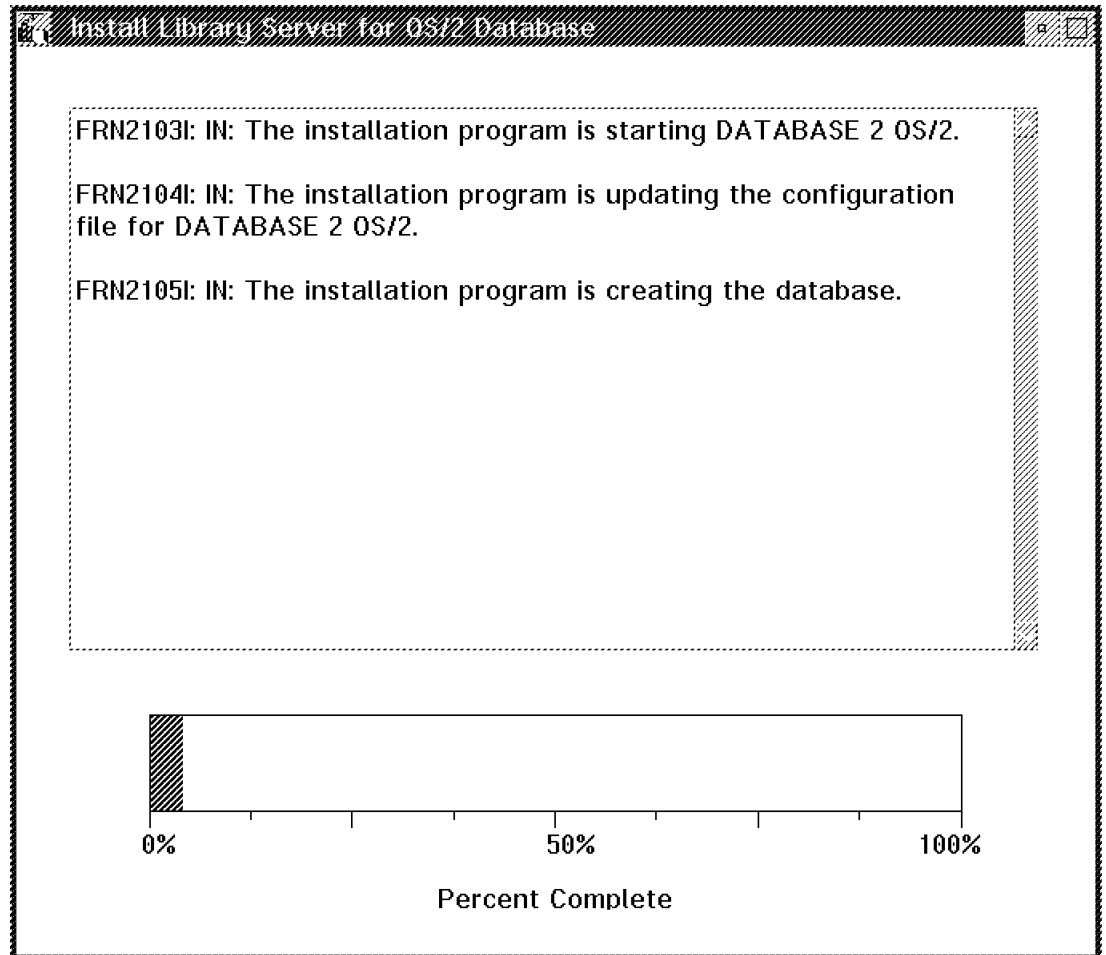 Install Library Server for OS/2 Database
FRN2103I: IN: The installation program is starting DATABASE 2 OS/2.
FRN2104I: IN: The installation program is updating the configuration
file for DATABASE 2 OS/2.
FRN2105I: IN: The installation program is creating the database.
0% 50% 100%
Percent Complete